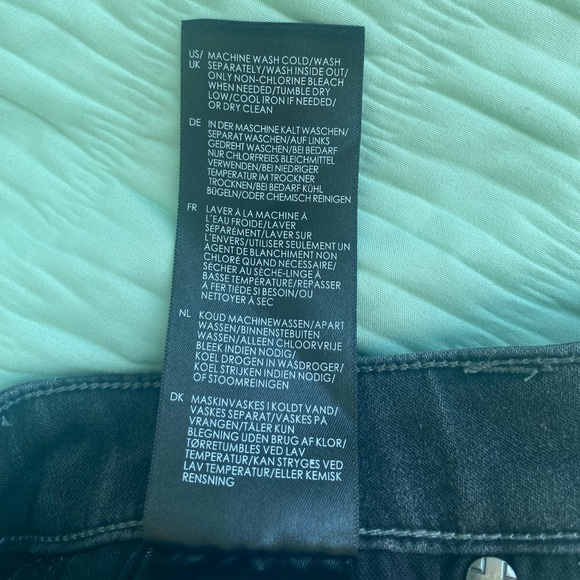 US/ MACHINE WASH COLD/WASH
UK SEPARATELY/WASH INSIDE OUT/
ONLY NON-CHLORINE BLEACH
WHEN NEEDED/TUMBLE DRY
LOW/COOL IRON IF NEEDED/
OR DRY CLEAN
DE IN DER MASCHINE KALT WASCHEN/
SEPARAT WASCHEN/AUF LINKS
GEDREHT WASCHEN/BEI BEDARF
NUR CHLORFREIES BLEICHMITTEL
VERWENDEN/BEI NIEDRIGER
TEMPERATUR IM TROCKNER
TROCKNEN/BEI BEDARF KÜHL
BÜGELN/ODER CHEMISCH REINIGEN
FR LAVER À LA MACHINE À
L'EAU FROIDE/LAVER
SÉPARÉMENT/LAVER SUR
L'ENVERS/UTILISER SEULEMENT UN
AGENT DE BLANCHIMENT NON
CHLORÉ QUAND NÉCESSAIRE/
SÉCHER AU SÈCHE-LINGE À
BASSE TEMPÉRATURE/REPASSER
À FER TIÈDE SI BESOIN/OU
NETTOYER À SEC
NL KOUD MACHINEWASSEN/APART
WASSEN/BINNENSTEBUITEN
WASSEN/ALLEEN CHLOORVRIJE
BLEEK INDIEN NODIG/
KOEL DROGEN IN WASDROGER/
KOEL STRIJKEN INDIEN NODIG/
OF STOOMREINIGEN
DK MASKINVASKES I KOLDT VAND/
VASKES SEPARAT/VASKES PÅ
VRANGEN/TÅLER KUN
BLEGNING UDEN BRUG AF KLOR/
TØRRETUMBLES VED LAV
TEMPERATUR/KAN STRYGES VED
LAV TEMPERATUR/ELLER KEMISK
RENSNING